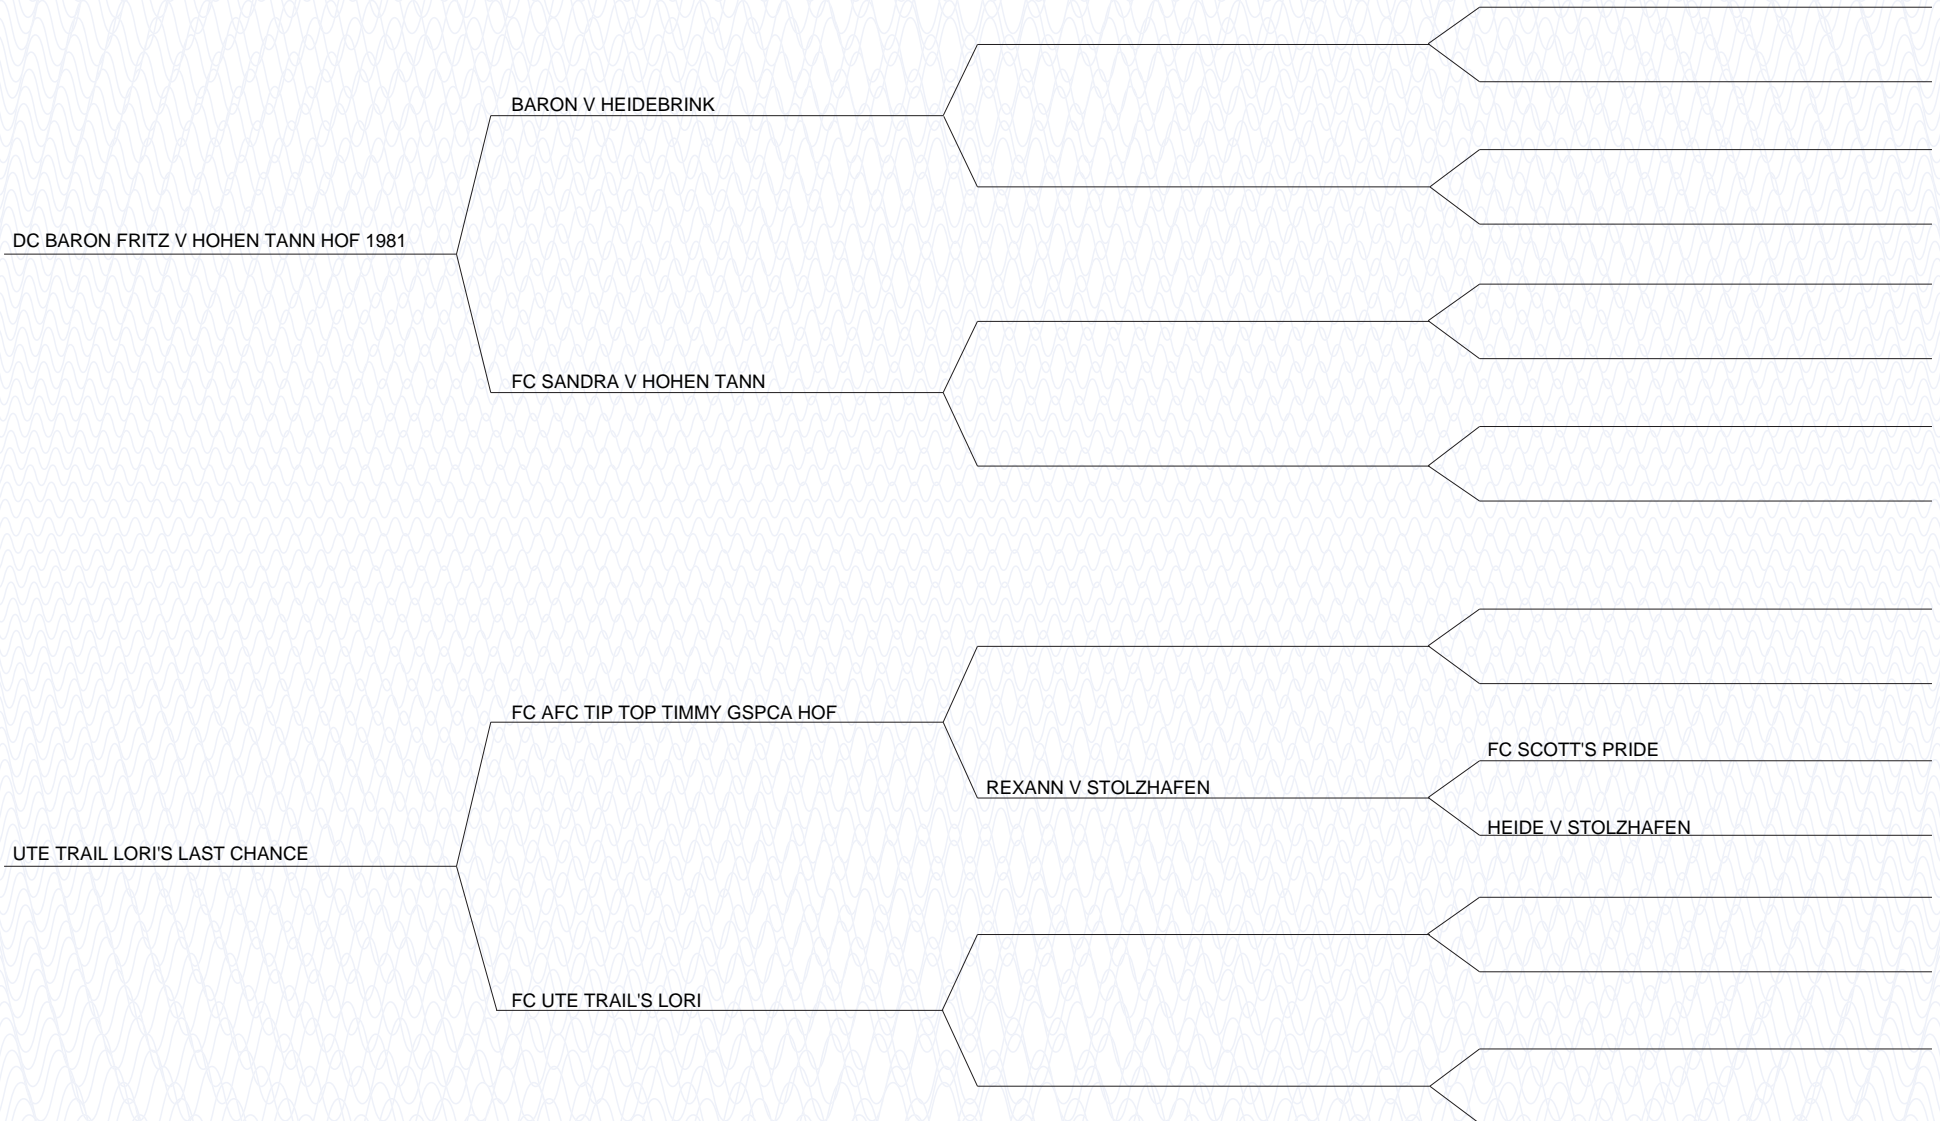 BARON V HEIDEBRINK
DC BARON FRITZ V HOHEN TANN HOF 1981
FC SANDRA V HOHEN TANN
FC AFC TIP TOP TIMMY GSPCA HOF
FC SCOTT'S PRIDE
REXANN V STOLZHAFEN
HEIDE V STOLZHAFEN
UTE TRAIL LORI'S LAST CHANCE
FC UTE TRAIL'S LORI